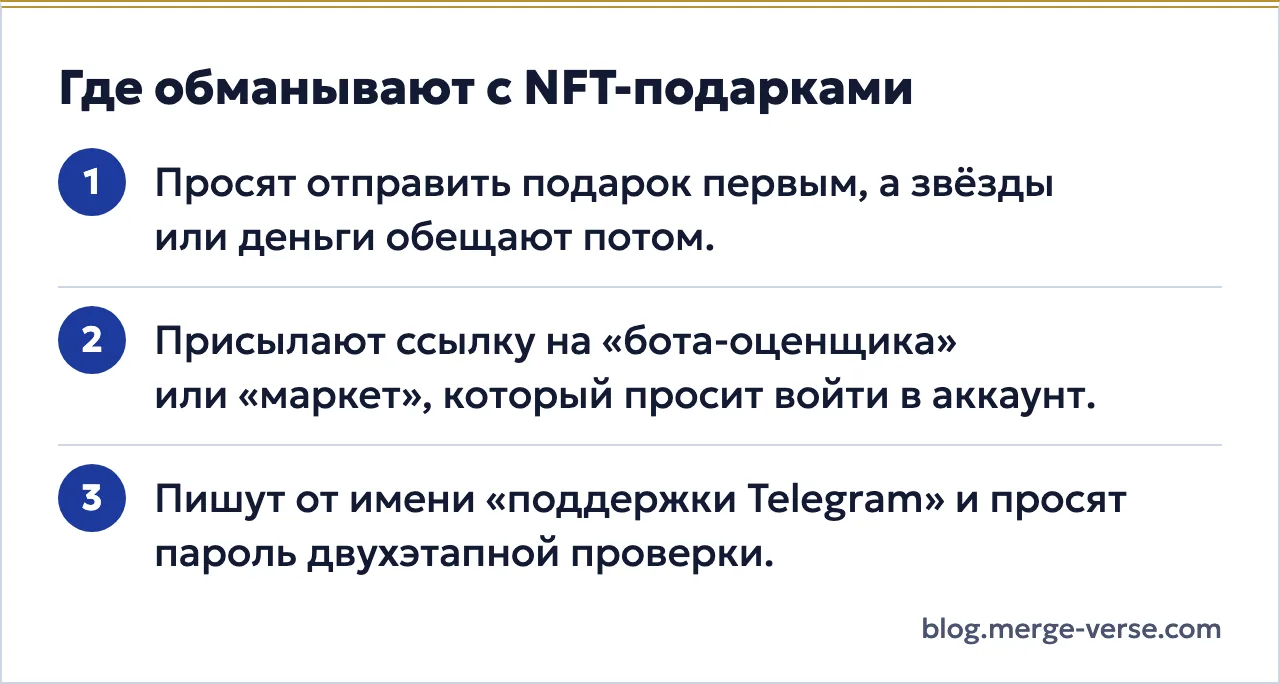 Где обманывают с NFT-подарками
1
Просят отправить подарок первым, а звёзды
или деньги обещают потом.
2
Присылают ссылку на «бота-оценщика»
или «маркет», который просит войти в аккаунт.
3
Пишут от имени «поддержки Telegram» и просят
пароль двухэтапной проверки.
blog.merge-verse.com